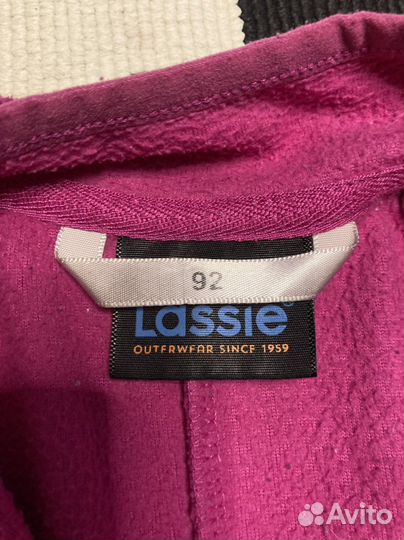 92
Lassie®
OUTERWEAR SINCE 1959
Avito